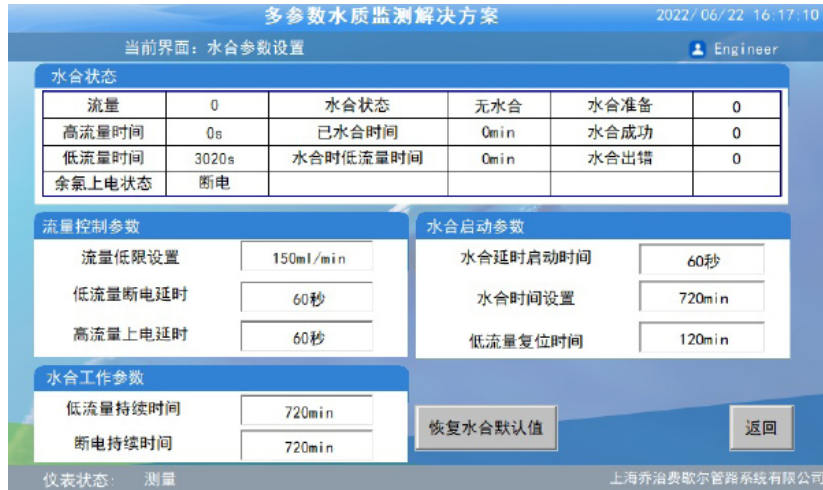 多参数水质监测解决方案 2022/06/22 16:17:10
当前界面：水合参数设置 Engineer
水合状态
流量 0 水合状态 无水合 水合准备 0
高流量时间 0s 已水合时间 0min 水合成功 0
低流量时间 3020s 水合时低流量时间 0min 水合出错 0
余氯上电状态 断电
流量控制参数
流量低限设置 150ml/min
低流量断电延时 60秒
高流量上电延时 60秒
水合启动参数
水合延时启动时间 60秒
水合时间设置 720min
低流量复位时间 120min
水合工作参数
低流量持续时间 720min
断电持续时间 720min
恢复水合默认值 返回
仪表状态： 测量 上海乔治费歇尔管路系统有限公司